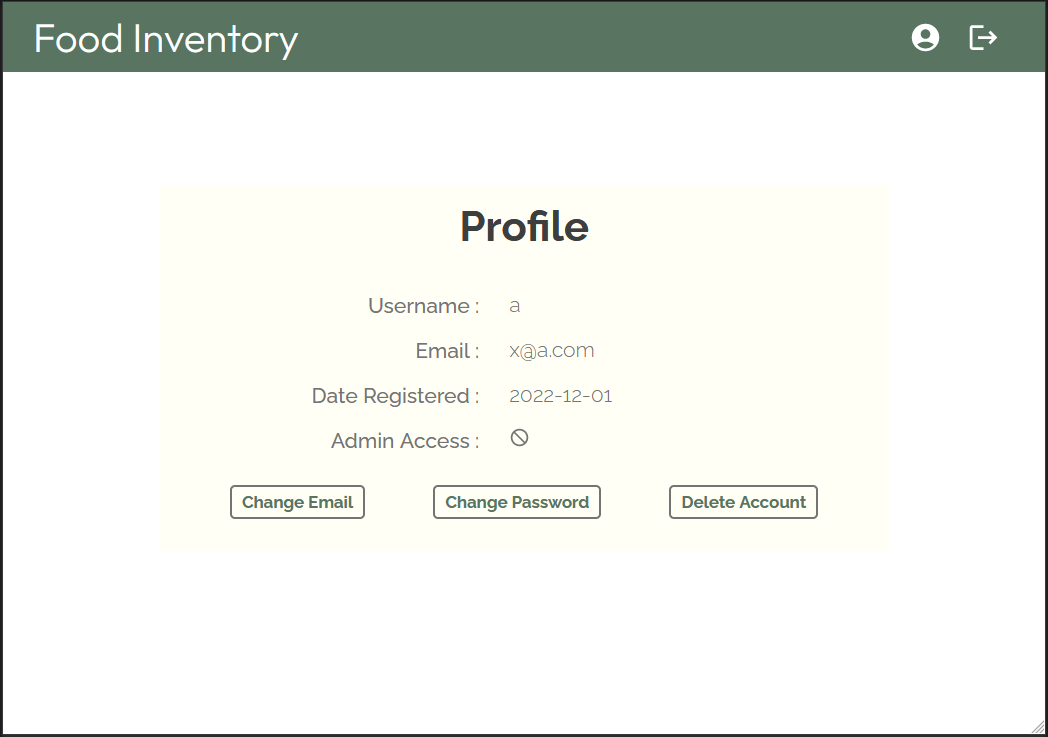 Food Inventory
Profile
Username : a
Email : x@a.com
Date Registered : 2022-12-01
Admin Access :
Change Email Change Password Delete Account